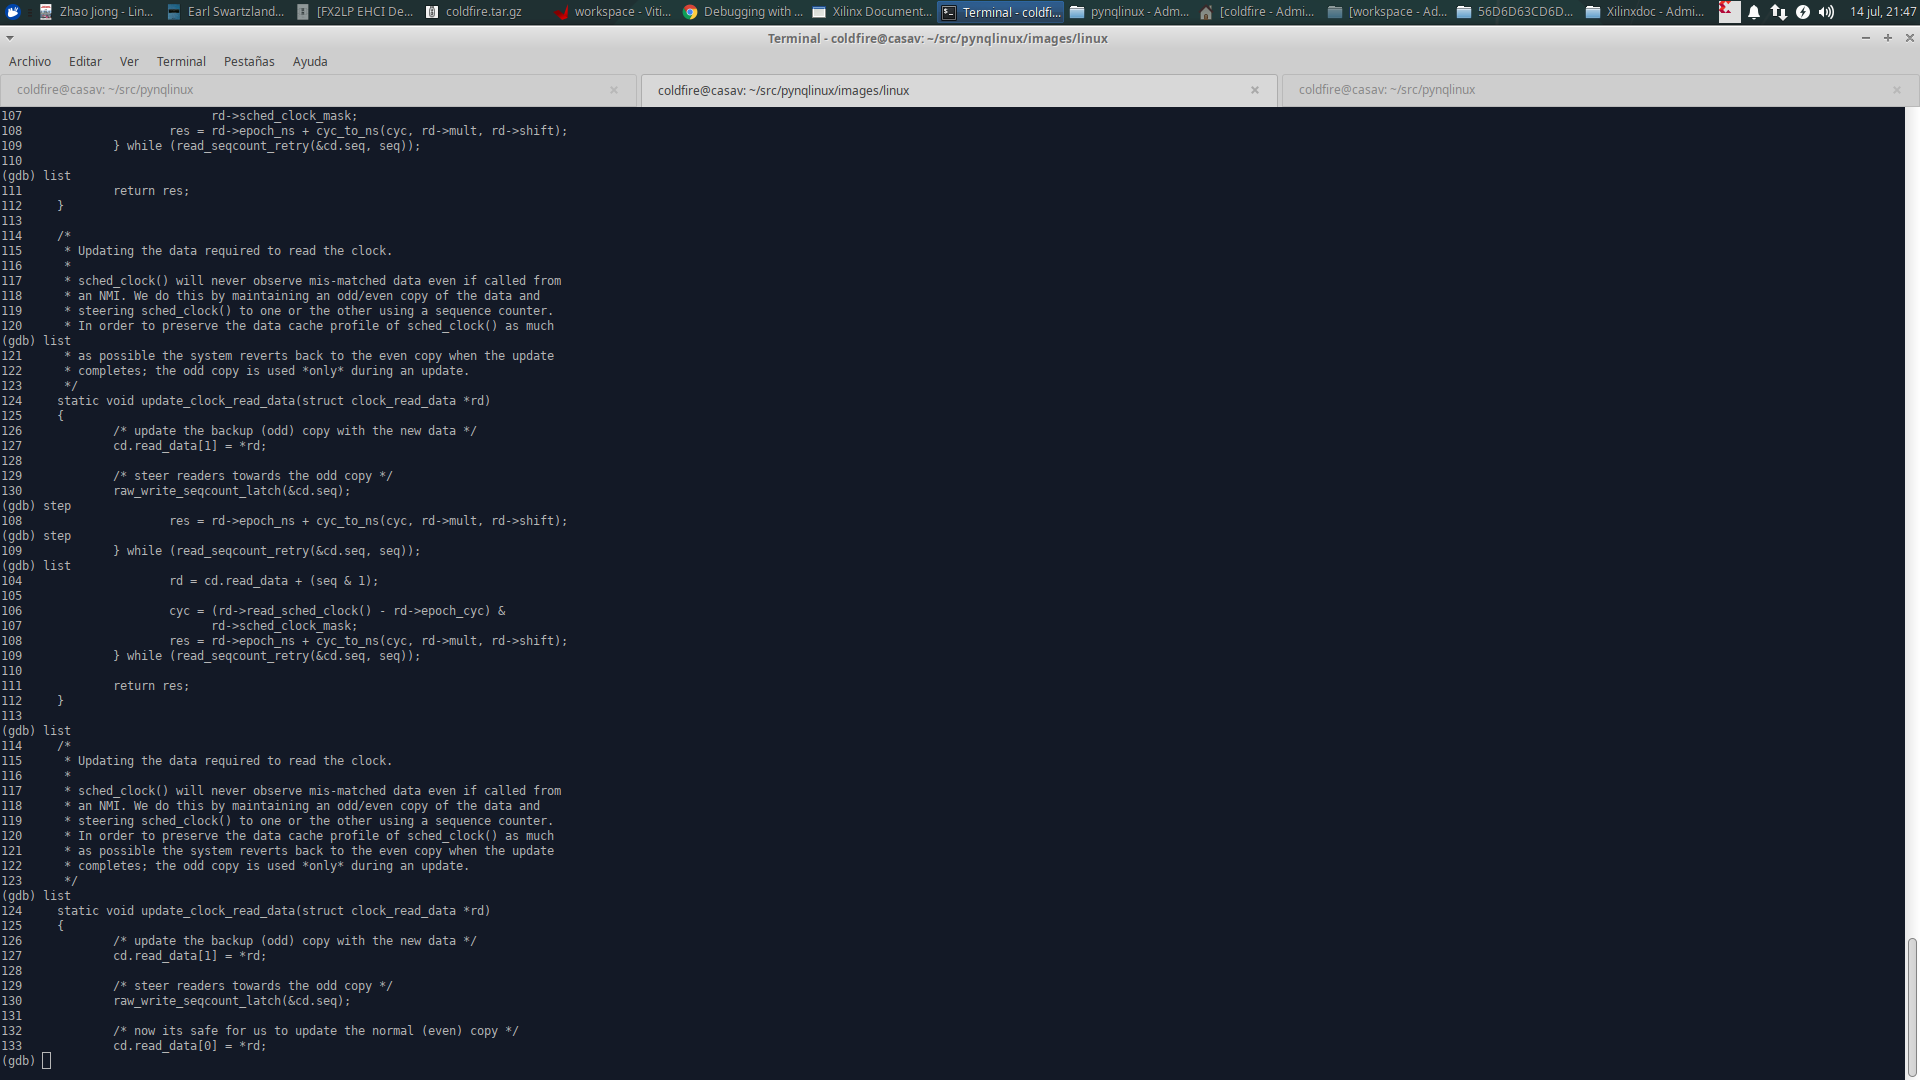 Zhao Jiong - Lin... Earl Swartzland... [FX2LP EHCI De... coldfire.tar.gz workspace - Viti... Debugging with ... Xilinx Document... Terminal - coldfi... pynqlinux - Adm... [coldfire - Admi... [workspace - Ad... 56D6D63CD6D... Xilinxdoc - Admi... 14 jul, 21:47
Terminal - coldfire@casav: ~/src/pynqlinux/images/linux
Archivo Editar Ver Terminal Pestañas Ayuda
coldfire@casav: ~/src/pynqlinux coldfire@casav: ~/src/pynqlinux/images/linux coldfire@casav: ~/src/pynqlinux
107 rd->sched_clock_mask;
108 res = rd->epoch_ns + cyc_to_ns(cyc, rd->mult, rd->shift);
109 } while (read_seqcount_retry(&cd.seq, seq));
110
(gdb) list
111 return res;
112 }
113
114 /*
115 * Updating the data required to read the clock.
116 *
117 * sched_clock() will never observe mis-matched data even if called from
118 * an NMI. We do this by maintaining an odd/even copy of the data and
119 * steering sched_clock() to one or the other using a sequence counter.
120 * In order to preserve the data cache profile of sched_clock() as much
(gdb) list
121 * as possible the system reverts back to the even copy when the update
122 * completes; the odd copy is used *only* during an update.
123 */
124 static void update_clock_read_data(struct clock_read_data *rd)
125 {
126 /* update the backup (odd) copy with the new data */
127 cd.read_data[1] = *rd;
128
129 /* steer readers towards the odd copy */
130 raw_write_seqcount_latch(&cd.seq);
(gdb) step
108 res = rd->epoch_ns + cyc_to_ns(cyc, rd->mult, rd->shift);
(gdb) step
109 } while (read_seqcount_retry(&cd.seq, seq));
(gdb) list
104 rd = cd.read_data + (seq & 1);
105
106 cyc = (rd->read_sched_clock() - rd->epoch_cyc) &
107 rd->sched_clock_mask;
108 res = rd->epoch_ns + cyc_to_ns(cyc, rd->mult, rd->shift);
109 } while (read_seqcount_retry(&cd.seq, seq));
110
111 return res;
112 }
113
(gdb) list
114 /*
115 * Updating the data required to read the clock.
116 *
117 * sched_clock() will never observe mis-matched data even if called from
118 * an NMI. We do this by maintaining an odd/even copy of the data and
119 * steering sched_clock() to one or the other using a sequence counter.
120 * In order to preserve the data cache profile of sched_clock() as much
121 * as possible the system reverts back to the even copy when the update
122 * completes; the odd copy is used *only* during an update.
123 */
(gdb) list
124 static void update_clock_read_data(struct clock_read_data *rd)
125 {
126 /* update the backup (odd) copy with the new data */
127 cd.read_data[1] = *rd;
128
129 /* steer readers towards the odd copy */
130 raw_write_seqcount_latch(&cd.seq);
131
132 /* now its safe for us to update the normal (even) copy */
133 cd.read_data[0] = *rd;
(gdb)